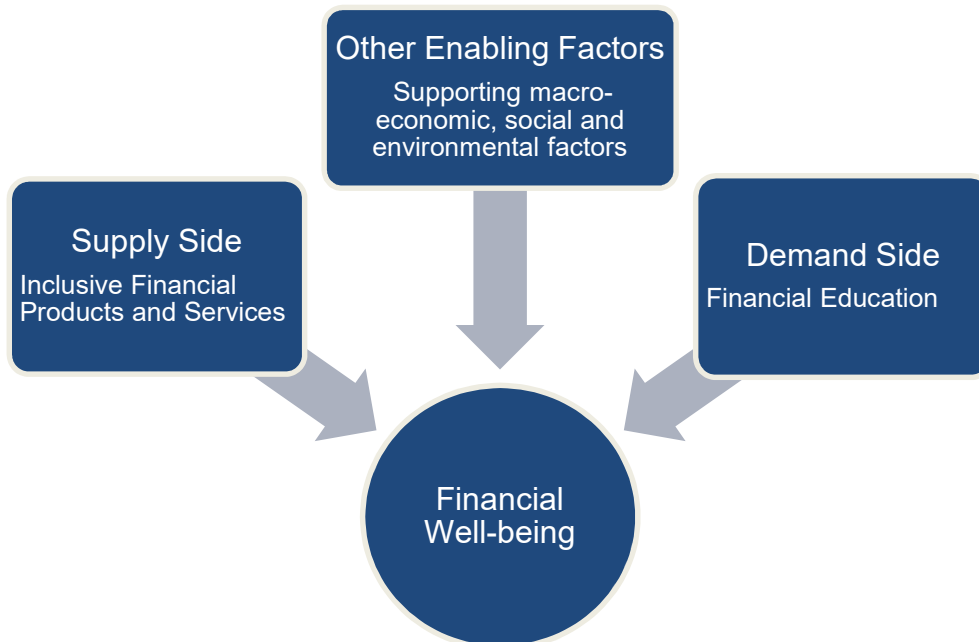 Other Enabling Factors
Supporting macro-
economic, social and
environmental factors
Supply Side
Inclusive Financial
Products and Services
Demand Side
Financial Education
Financial
Well-being